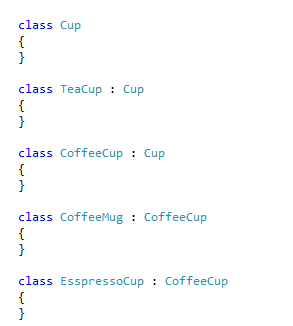 class Cup
{
}
class TeaCup : Cup
{
}
class CoffeeCup : Cup
{
}
class CoffeeMug : CoffeeCup
{
}
class EsspressoCup : CoffeeCup
{
}